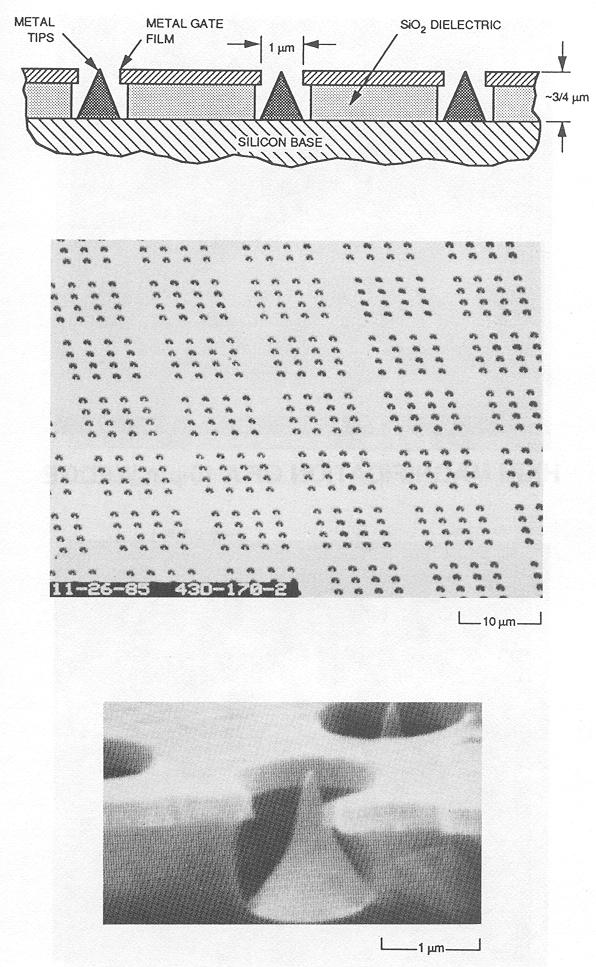 METAL
TIPS
METAL GATE
FILM
1 μm
SiO₂ DIELECTRIC
~3/4 μm
SILICON BASE
11-26-85 430-170-2
10 μm
1 μm